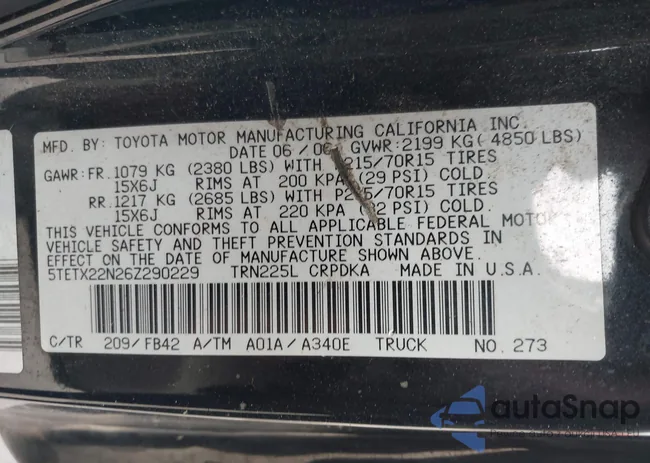 MFD. BY: TOYOTA MOTOR MANUFACTURING CALIFORNIA INC.
DATE 06 / 06 GVWR: 2199 KG( 4850 LBS)
GAWR: FR. 1079 KG (2380 LBS) WITH P215/70R15 TIRES
15X6J RIMS AT 200 KPA (29 PSI) COLD.
RR. 1217 KG (2685 LBS) WITH P215/70R15 TIRES
15X6J RIMS AT 220 KPA (32 PSI) COLD.
THIS VEHICLE CONFORMS TO ALL APPLICABLE FEDERAL MOTOR
VEHICLE SAFETY AND THEFT PREVENTION STANDARDS IN
EFFECT ON THE DATE OF MANUFACTURE SHOWN ABOVE.
5TETX22N26Z290229 TRN225L CRPDKA MADE IN U.S.A.
C/TR 209/FB42 A/TM A01A/A340E TRUCK NO. 273
autoSnap